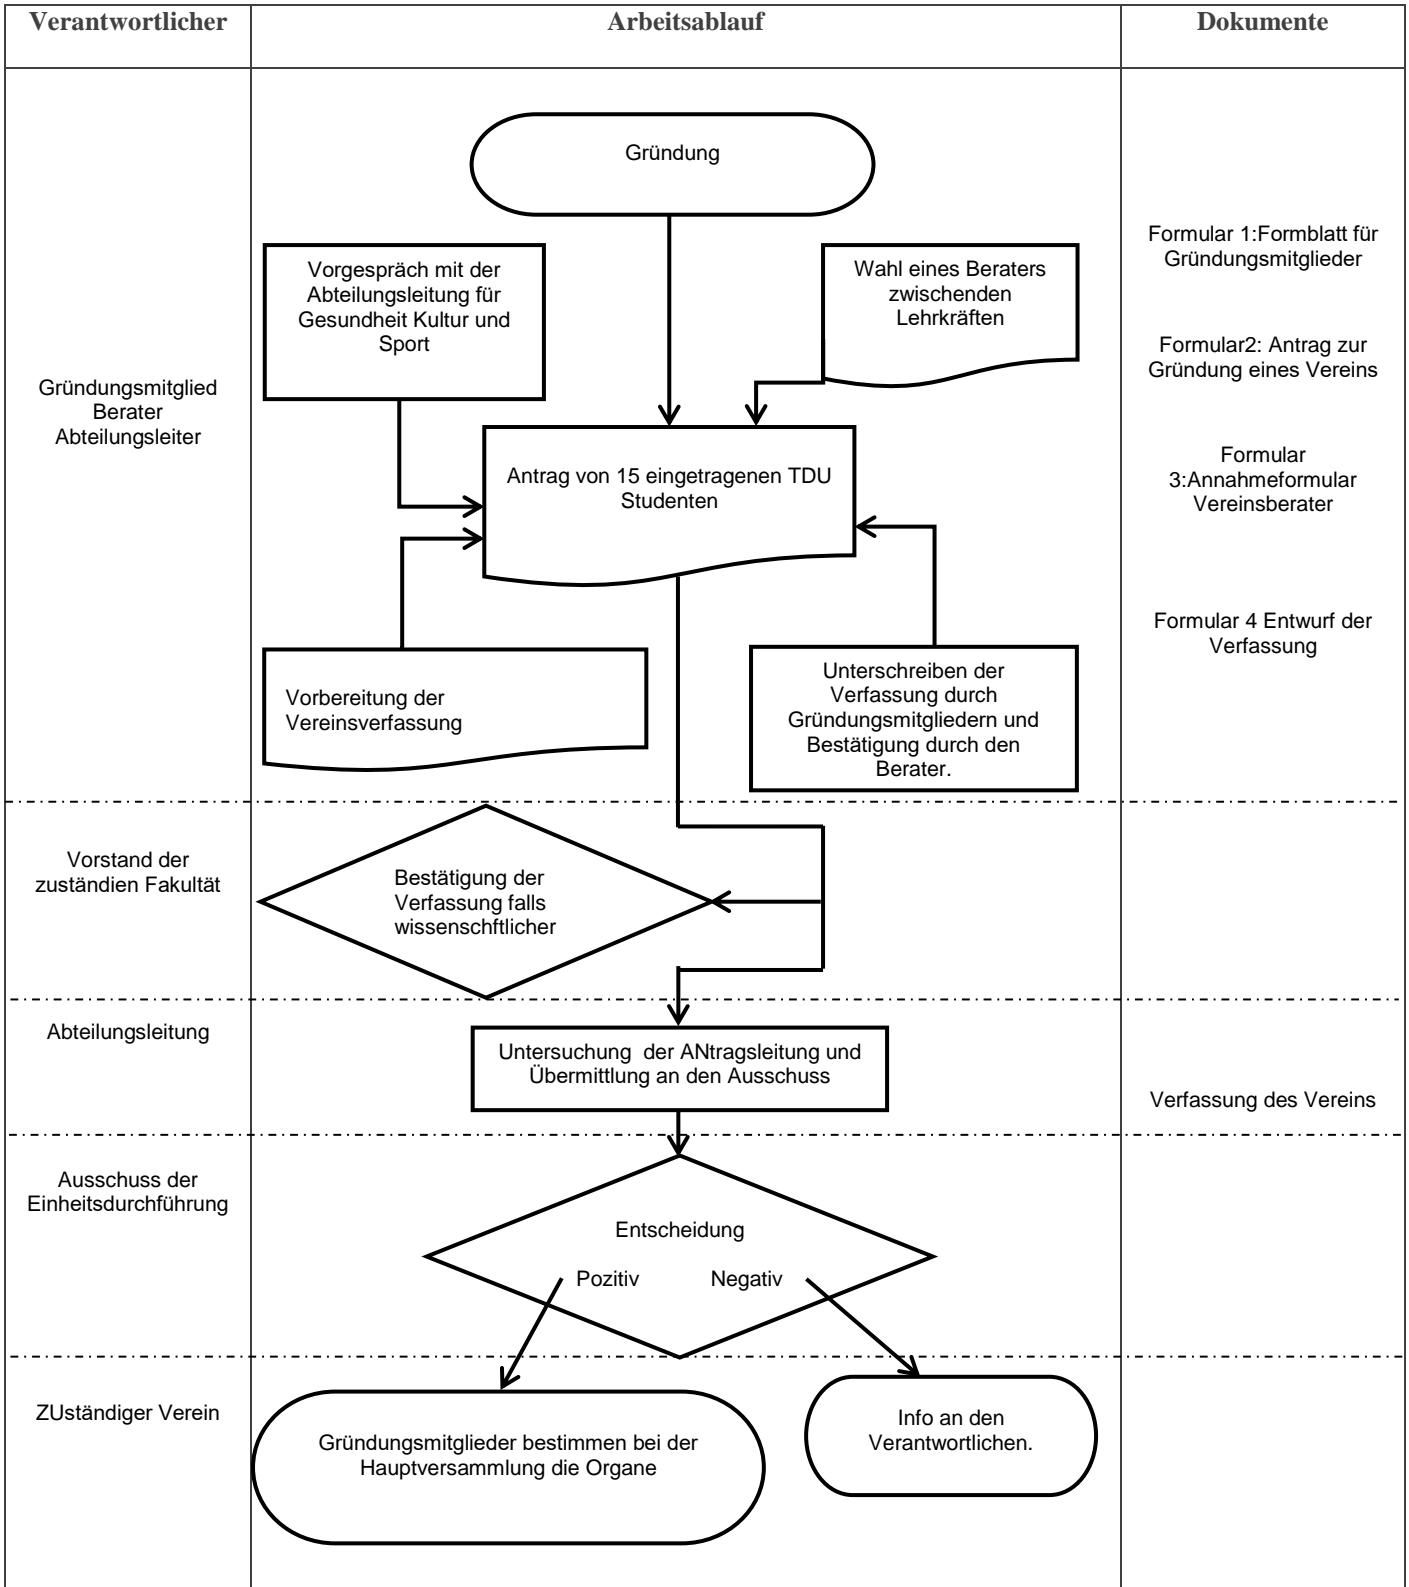 Verantwortlicher
Arbeitsablauf
Dokumente
Gründung
Vorgespräch mit der
Abteilungsleitung für
Gesundheit Kultur und
Sport
Wahl eines Beraters
zwischenden
Lehrkräften
Formular 1:Formblatt für
Gründungsmitglieder
Formular2: Antrag zur
Gründung eines Vereins
Gründungsmitglied
Berater
Abteilungsleiter
Antrag von 15 eingetragenen TDU
Studenten
Formular
3:Annahmeformular
Vereinsberater
Formular 4 Entwurf der
Verfassung
Vorbereitung der
Vereinsverfassung
Unterschreiben der
Verfassung durch
Gründungsmitgliedern und
Bestätigung durch den
Berater.
Vorstand der
zuständien Fakultät
Bestätigung der
Verfassung falls
wissenschftlicher
Abteilungsleitung
Untersuchung  der ANtragsleitung und
Übermittlung an den Ausschuss
Verfassung des Vereins
Ausschuss der
Einheitsdurchführung
Entscheidung
Pozitiv
Negativ
ZUständiger Verein
Gründungsmitglieder bestimmen bei der
Hauptversammlung die Organe
Info an den
Verantwortlichen.